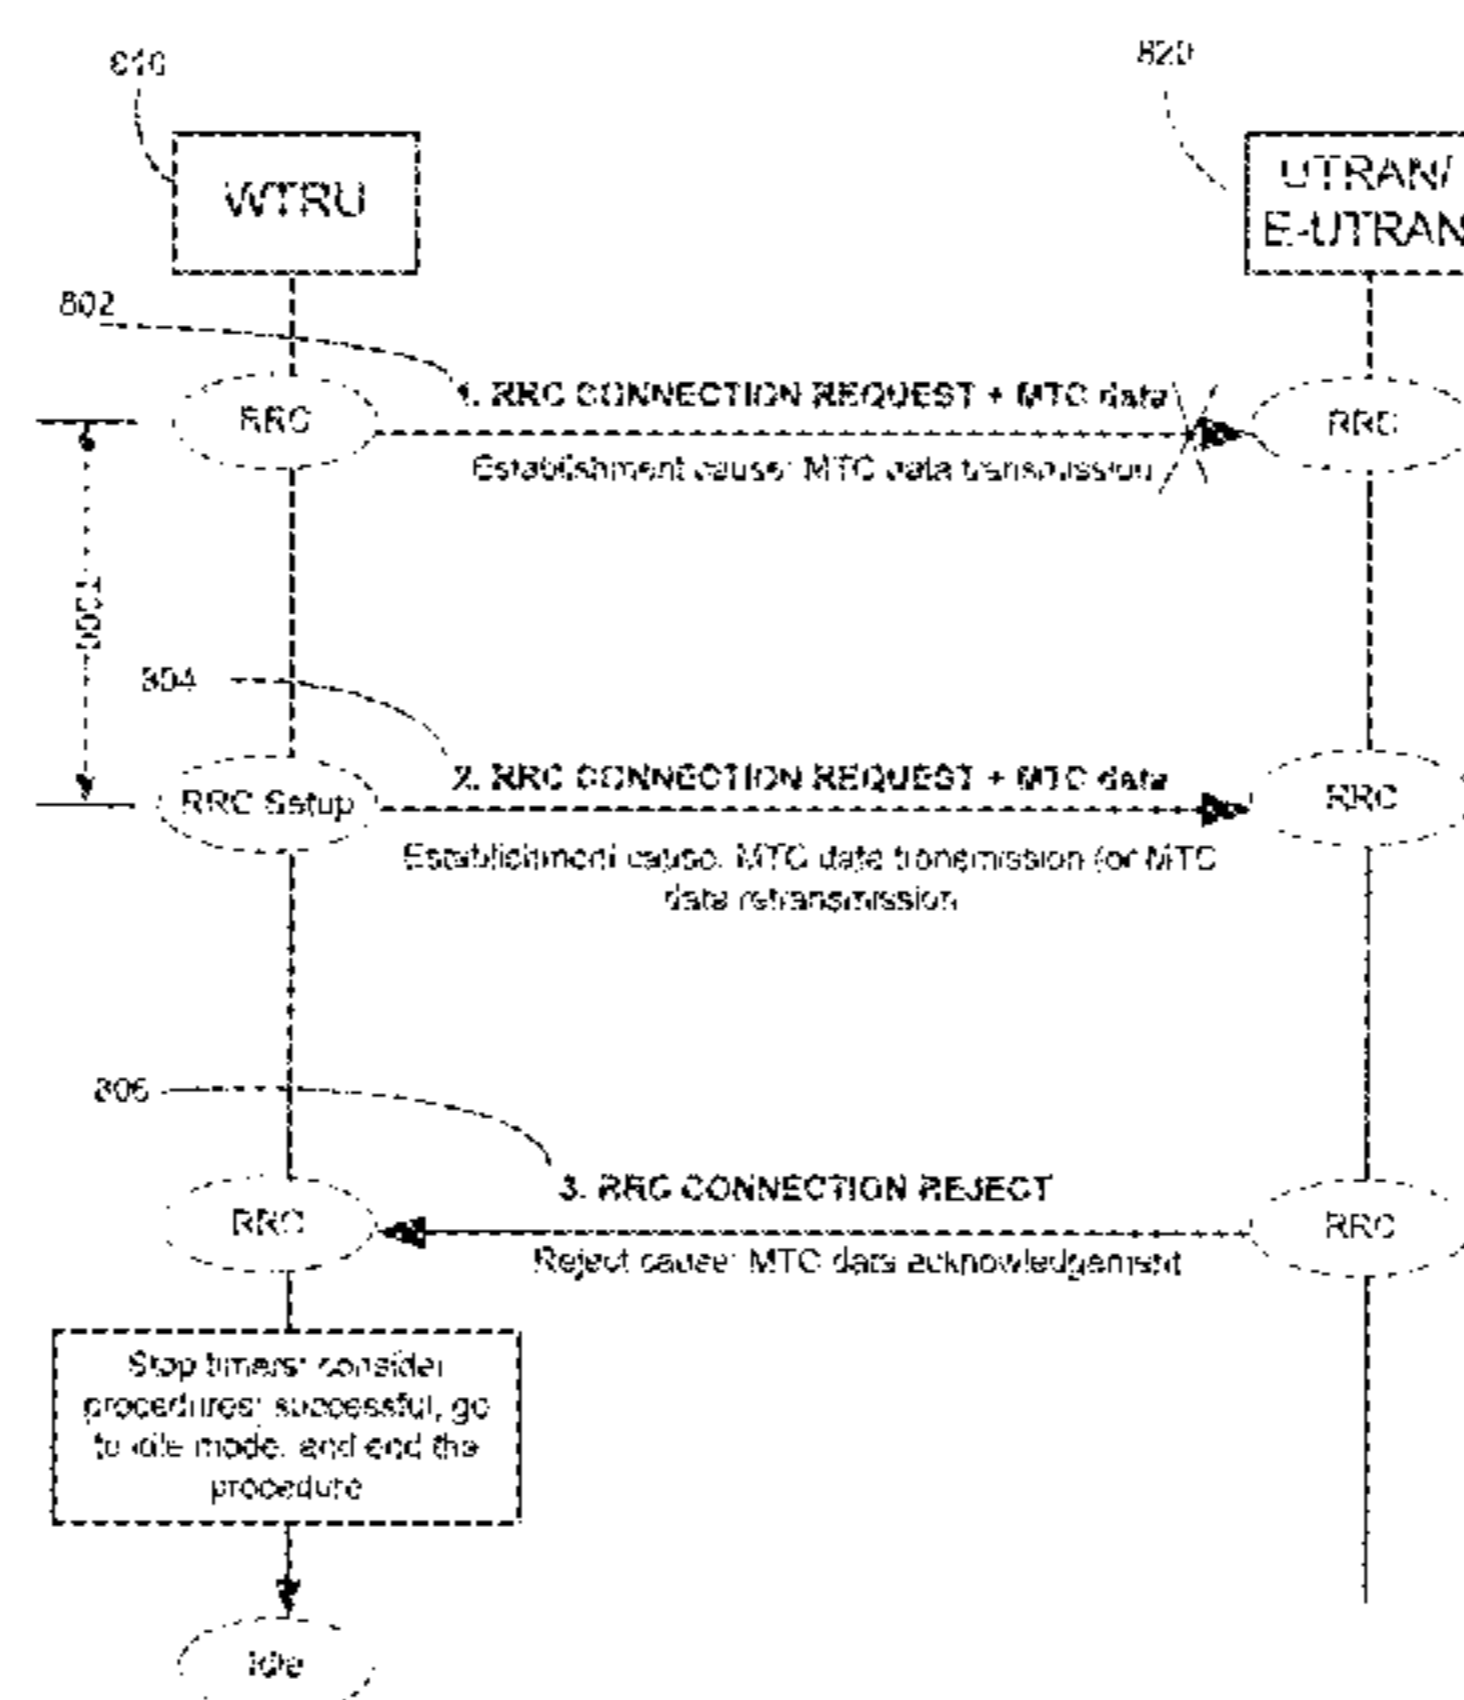 810
820
WTRU
UTRAN/
E-UTRAN
802
1. RRC CONNECTION REQUEST + MTC data
RRC
RRC
Establishment cause: MTC data transmission
804
2. RRC CONNECTION REQUEST + MTC data
RRC Setup
RRC
Establishment cause: MTC data transmission (or MTC
data retransmission
806
3. RRC CONNECTION REJECT
RRC
RRC
Reject cause: MTC data acknowledgement
Stop timers; consider
procedures; successful, go
to idle mode, and end the
procedure
Idle